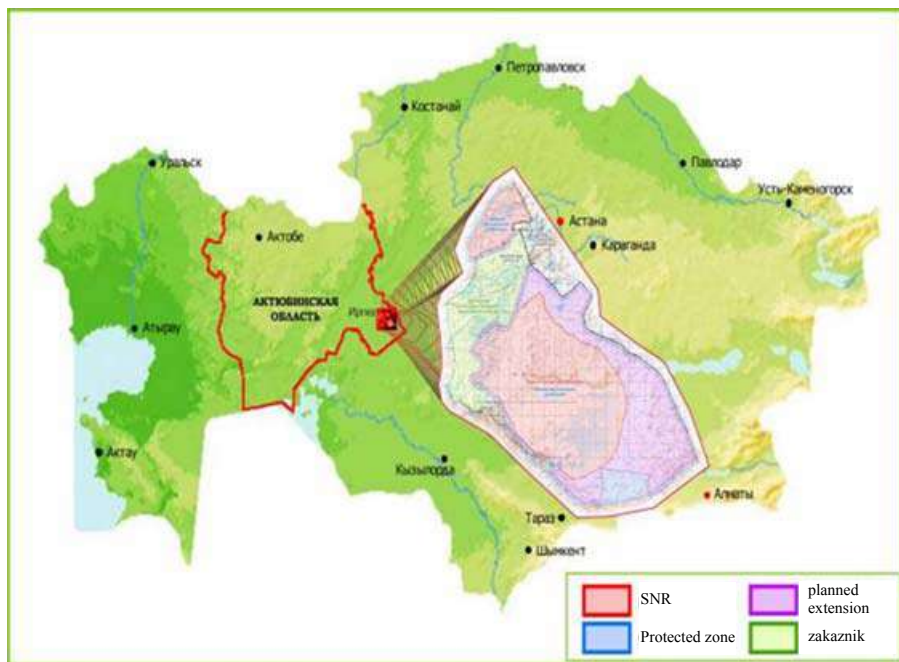 Петропавловск
Костанай
Уральск
Павлодар
Усть-Каменогорск
Астана
Актобе
Караганда
АКТЮБИНСКАЯ
ОБЛАСТЬ
Иргиз
Атырау
Актау
Кызылорда
Алматы
Тараз
Шымкент
SNR
planned
extension
Protected zone
zakaznik